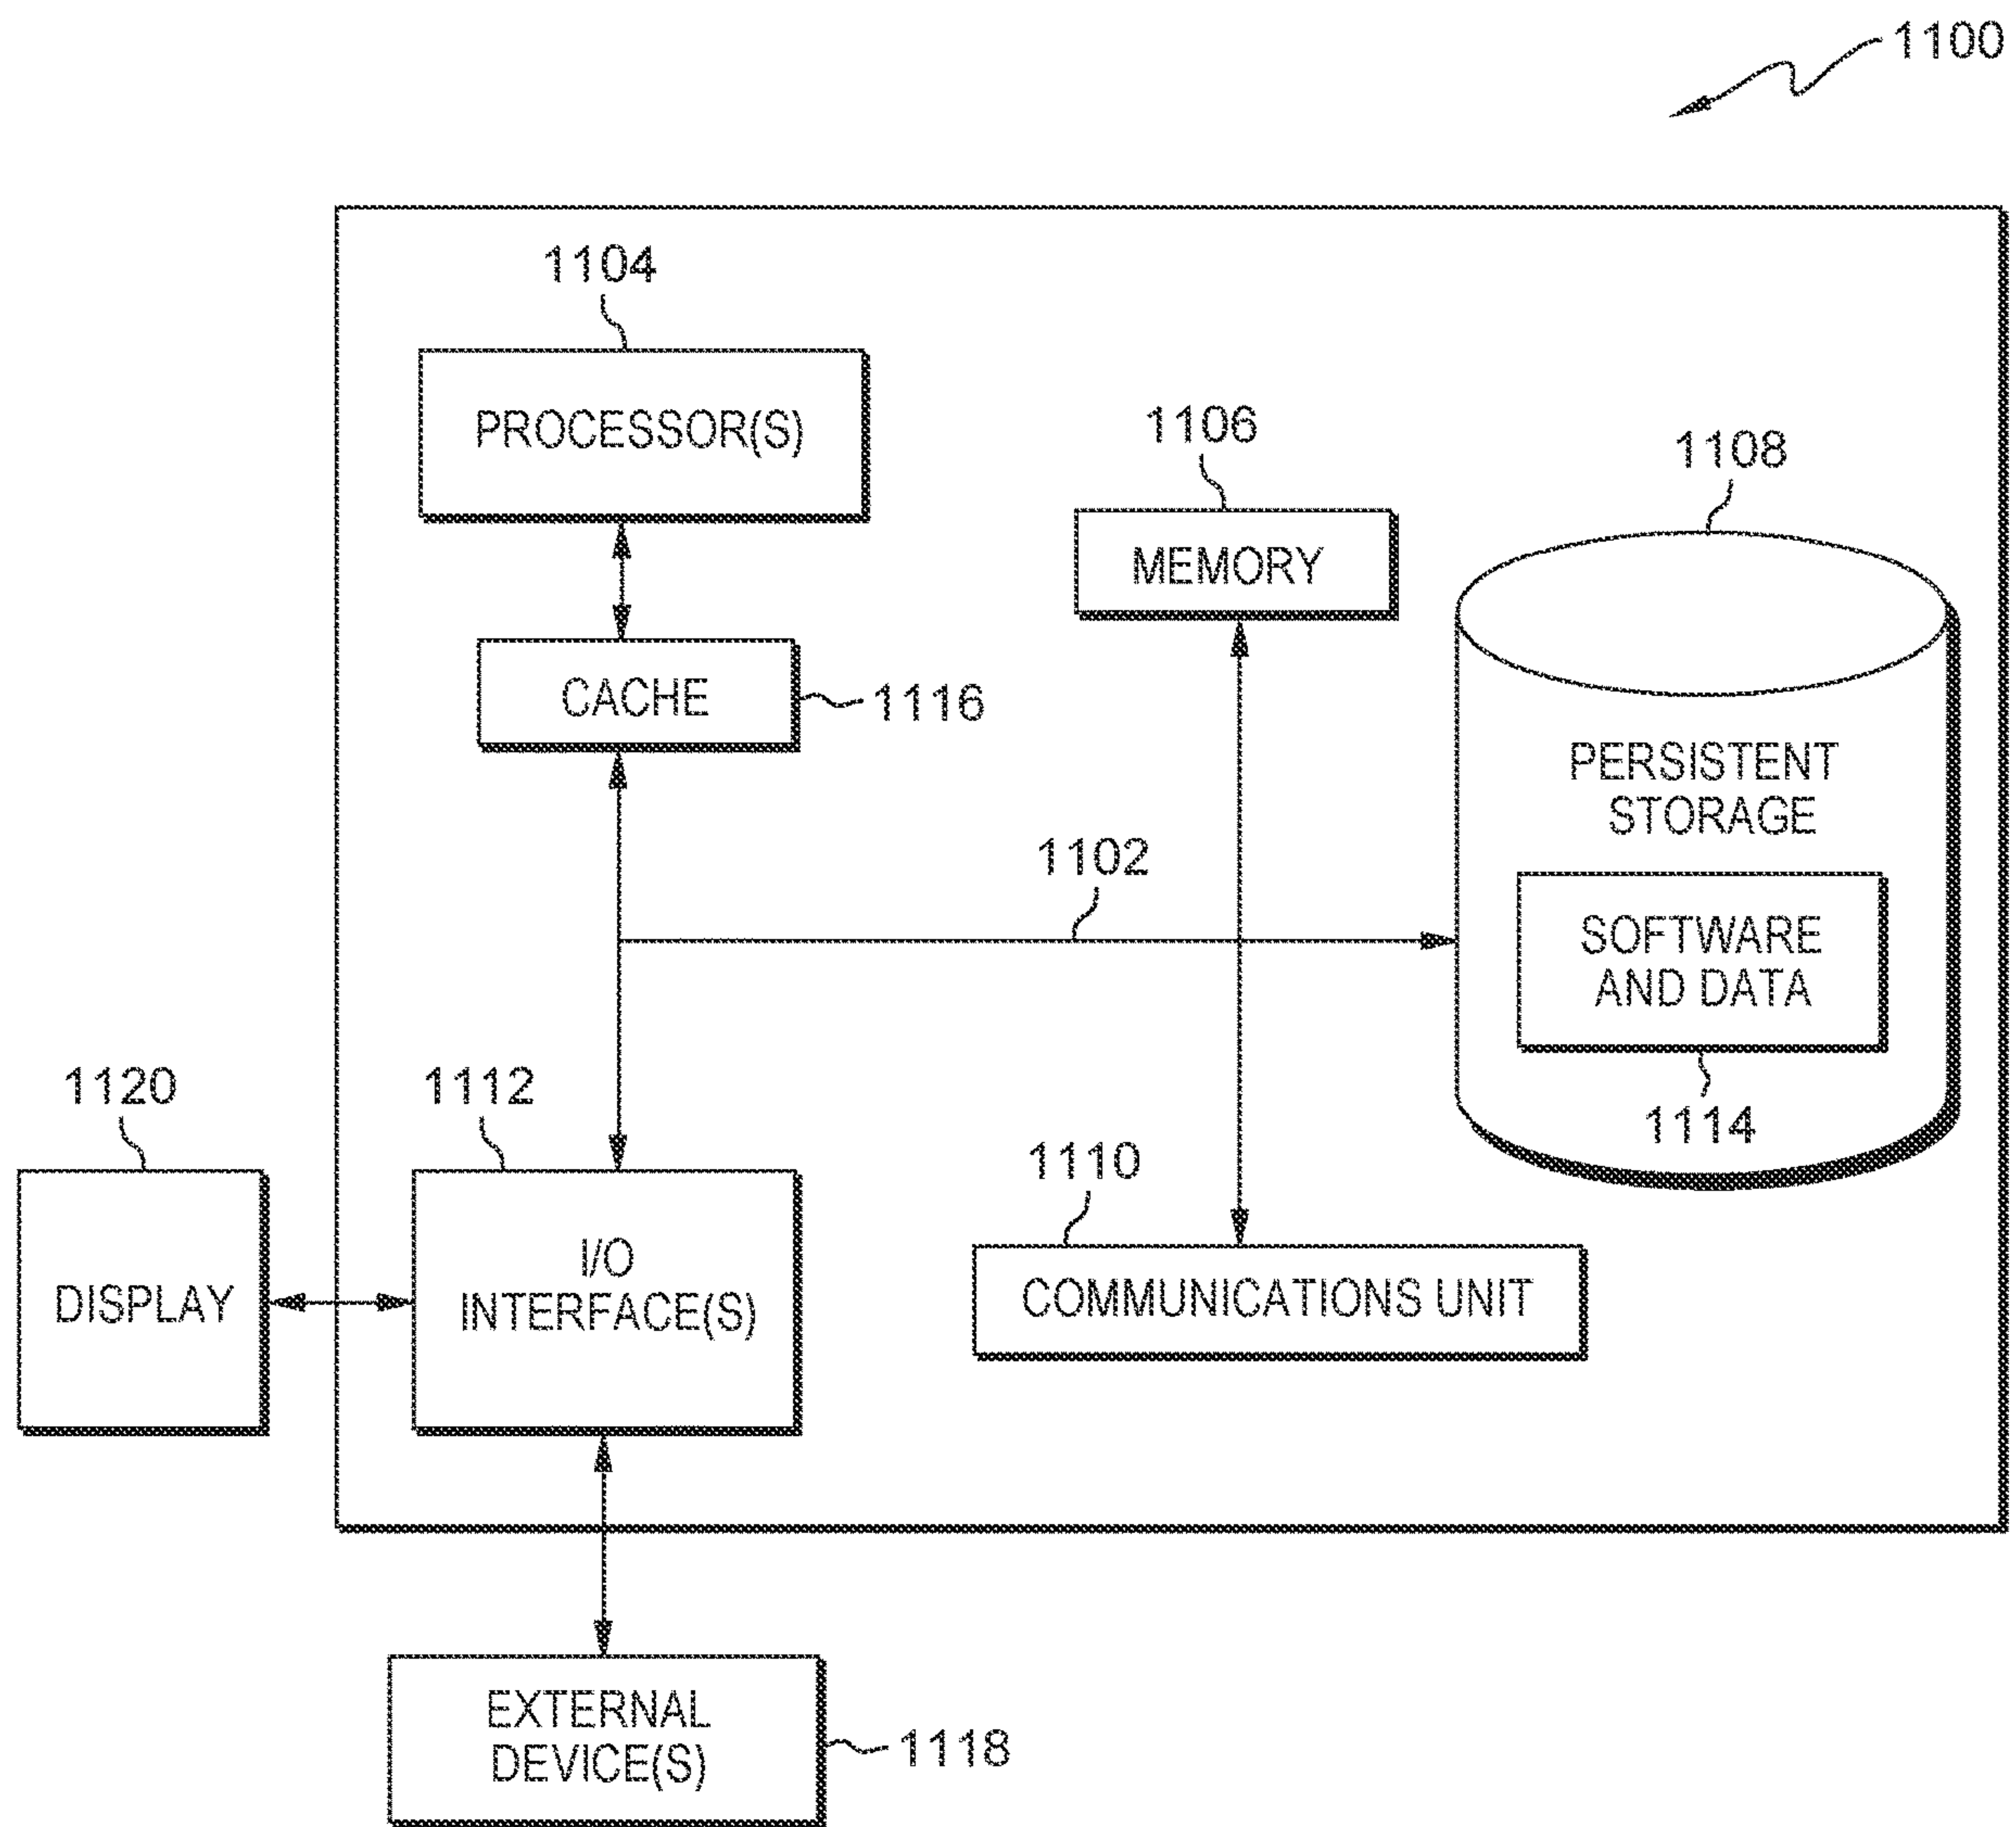 1100
1104
PROCESSOR(S)
1106
MEMORY
1108
CACHE
1116
PERSISTENT
STORAGE
1102
SOFTWARE
AND DATA
1114
1120
DISPLAY
1112
I/O
INTERFACE(S)
1110
COMMUNICATIONS UNIT
EXTERNAL
DEVICE(S)
1118